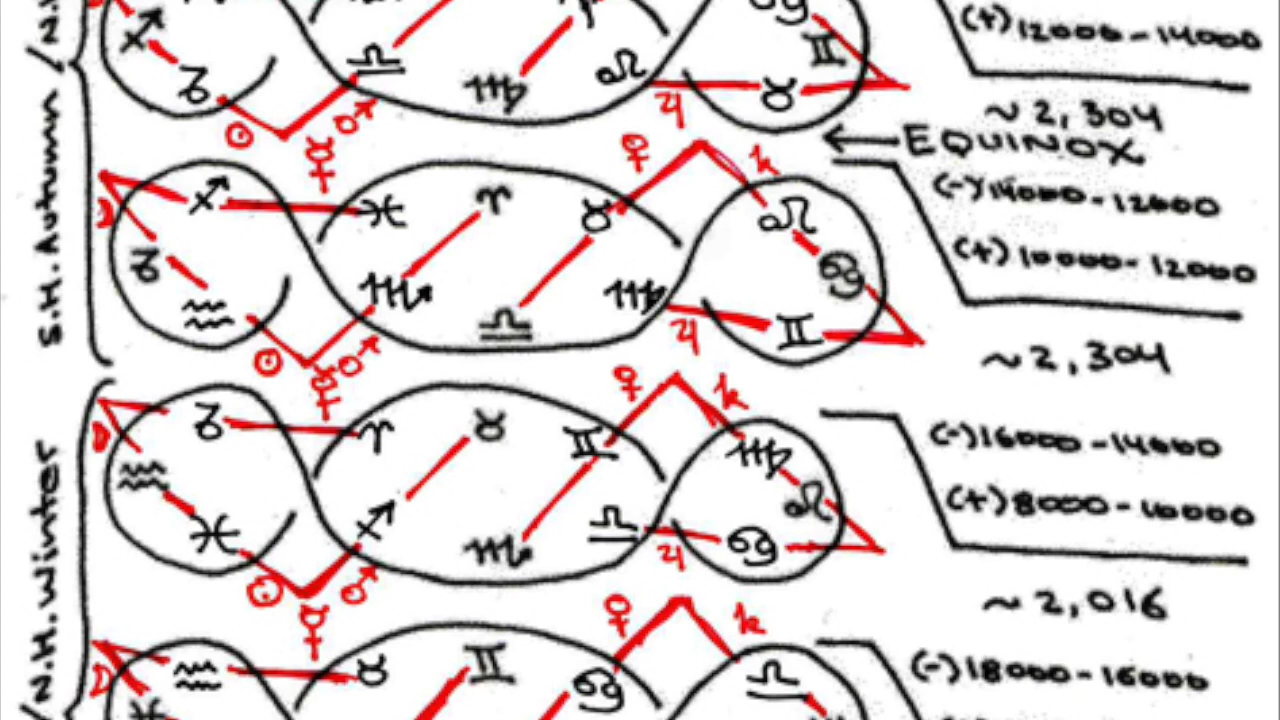 (+) 12000-14000
~2,304
EQUINOX
(-) 14000-12000
(+) 10000-12000
~2,304
(-) 16000-14000
(+) 8000-10000
~2,016
(-) 18000-16000
S.H. Autumn /N.
/N.H. Winter
♐ ♑ ♎ ♍ ♌ ♋ ♊ ♉
☉ ☿ ♂ ♃
☽ ♐ ♓ ♈ ♉ ♀ ♄ ♌
♑ ♒ ♏ ♎ ♍ ♊ ♋
☉ ☿ ♂ ♃
☽ ♑ ♈ ♉ ♊ ♀ ♄ ♍
♒ ♓ ♐ ♏ ♎ ♋ ♌
☉ ☿ ♂ ♃
☽ ♒ ♉ ♊ ♋ ♀ ♄ ♎
♓